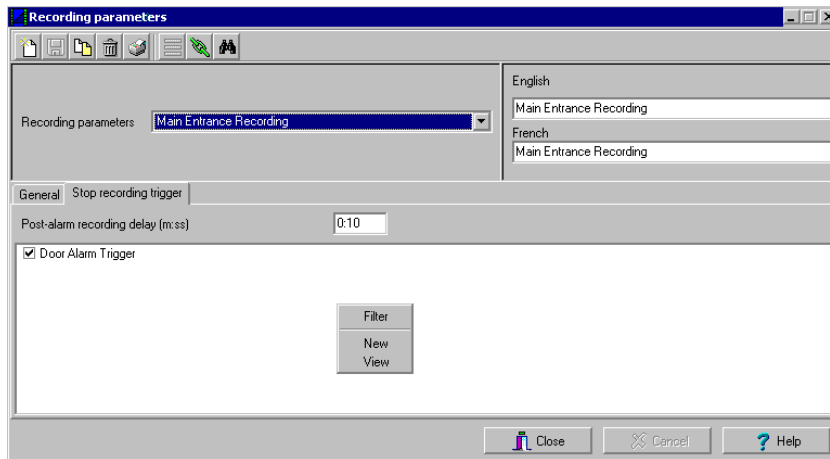 Recording parameters
Recording parameters
Main Entrance Recording
English
Main Entrance Recording
French
Main Entrance Recording
General
Stop recording trigger
Post-alarm recording delay (m:ss)
0:10
Door Alarm Trigger
Filter
New
View
Close
Cancel
? Help